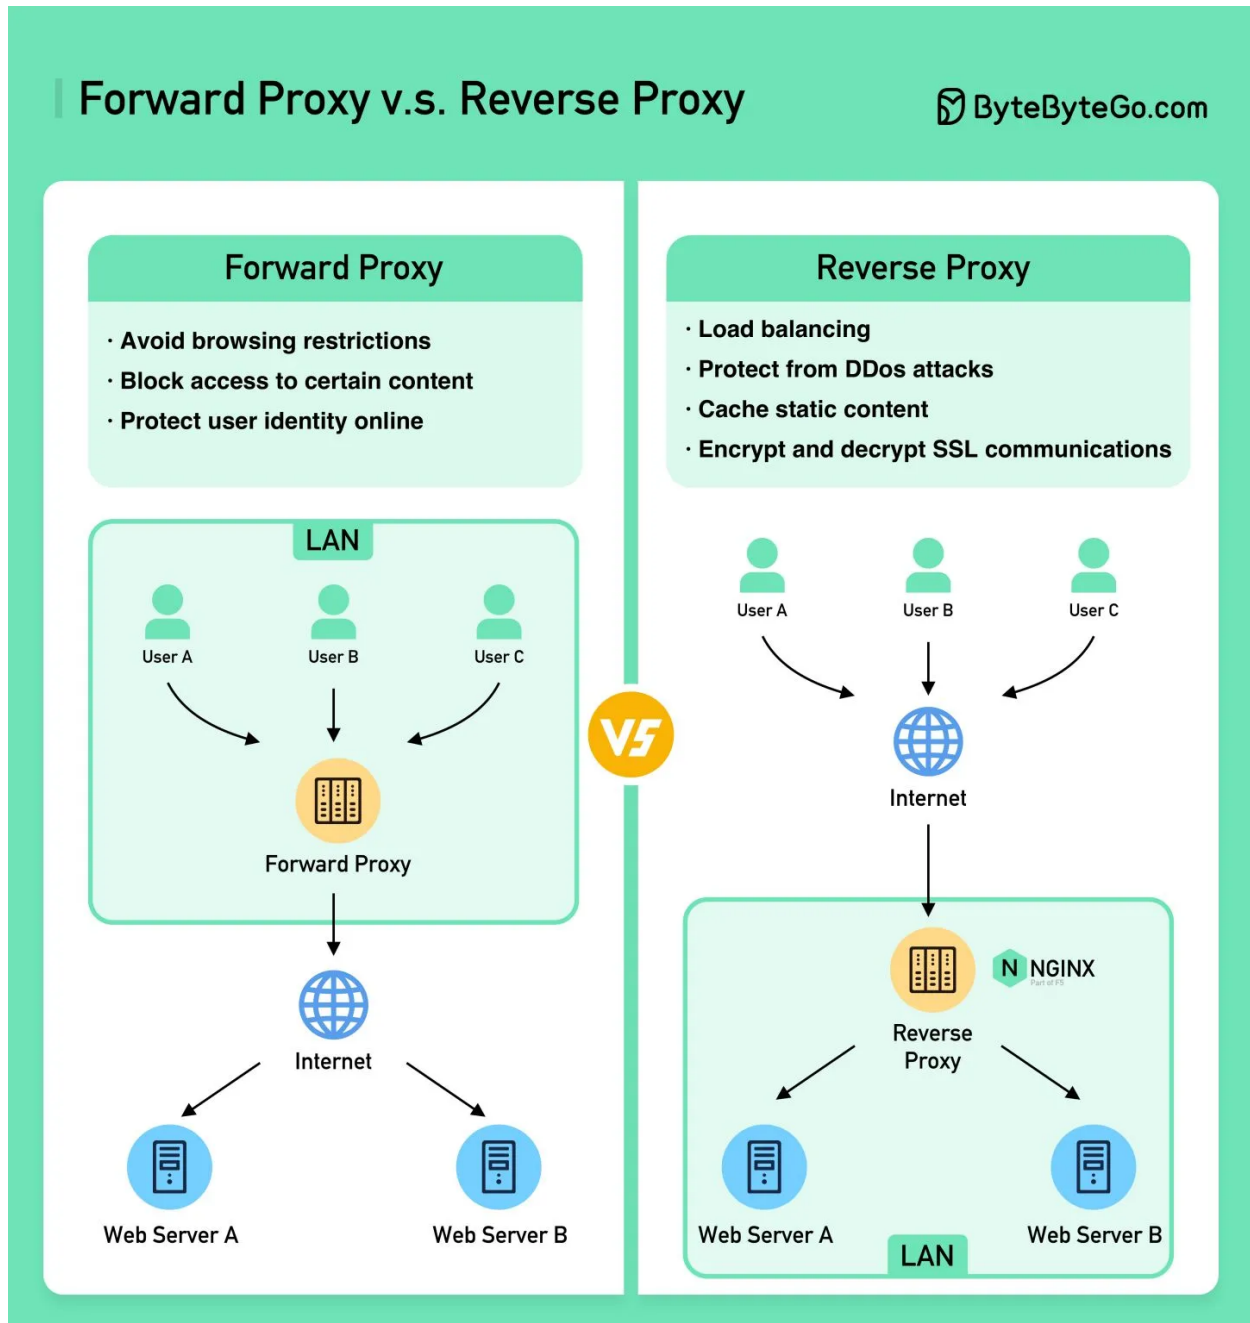 Forward Proxy v.s. Reverse Proxy
ByteByteGo.com
Forward Proxy
· Avoid browsing restrictions
· Block access to certain content
· Protect user identity online
LAN
User A
User B
User C
Forward Proxy
Internet
Web Server A
Web Server B
VS
Reverse Proxy
· Load balancing
· Protect from DDos attacks
· Cache static content
· Encrypt and decrypt SSL communications
User A
User B
User C
Internet
N NGINX
Part of F5
Reverse
Proxy
Web Server A
Web Server B
LAN